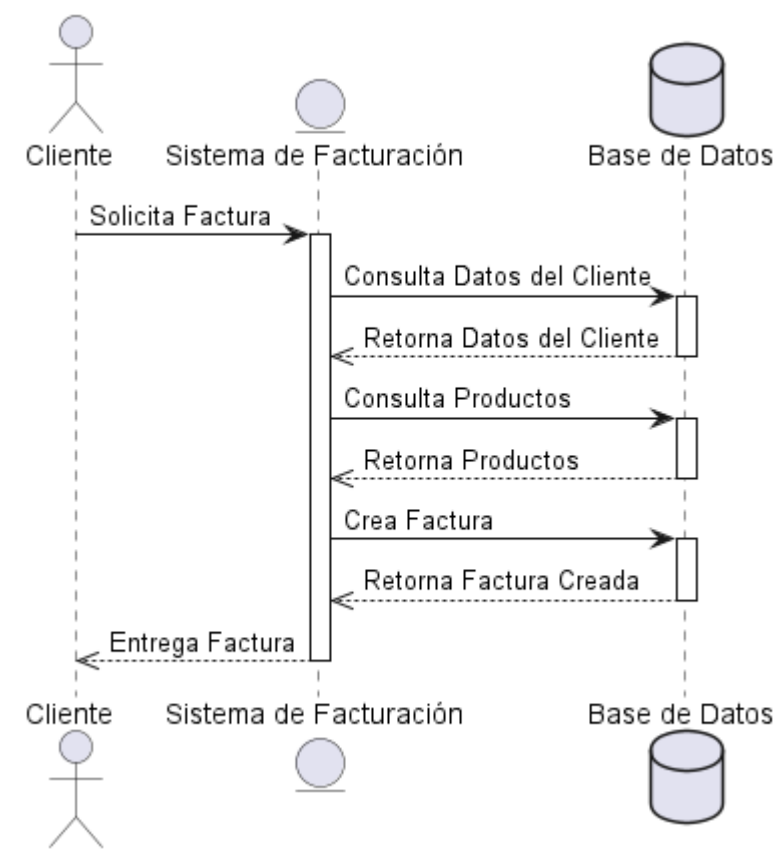 Cliente
Sistema de Facturación
Base de Datos
Solicita Factura
Consulta Datos del Cliente
Retorna Datos del Cliente
Consulta Productos
Retorna Productos
Crea Factura
Retorna Factura Creada
Entrega Factura
Cliente
Sistema de Facturación
Base de Datos